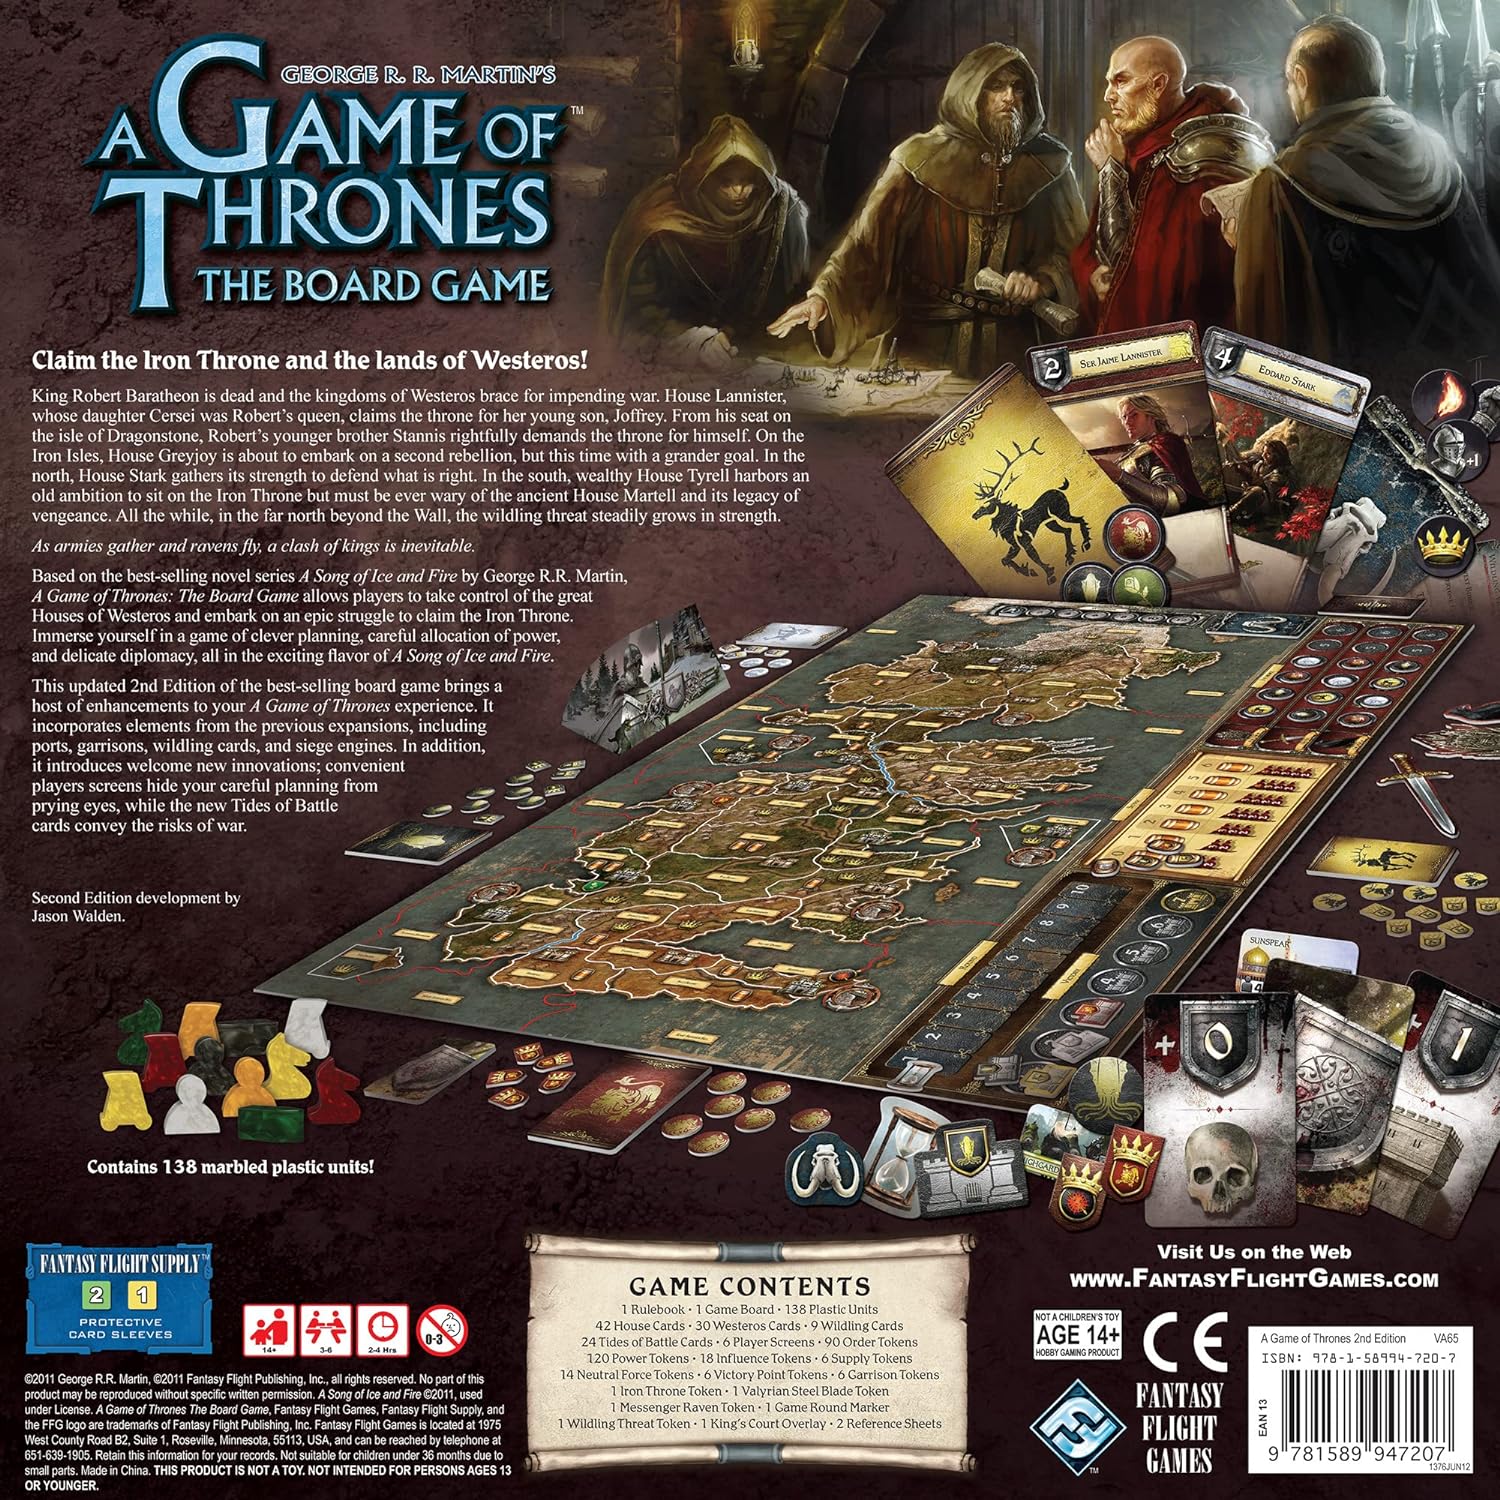 GEORGE R. R. MARTIN'S
A GAME OF
THRONES™
THE BOARD GAME
Claim the Iron Throne and the lands of Westeros!
King Robert Baratheon is dead and the kingdoms of Westeros brace for impending war. House Lannister,
whose daughter Cersei was Robert's queen, claims the throne for her young son, Joffrey. From his seat on
the isle of Dragonstone, Robert's younger brother Stannis rightfully demands the throne for himself. On the
Iron Isles, House Greyjoy is about to embark on a second rebellion, but this time with a grander goal. In the
north, House Stark gathers its strength to defend what is right. In the south, wealthy House Tyrell harbors an
old ambition to sit on the Iron Throne but must be ever wary of the ancient House Martell and its legacy of
vengeance. All the while, in the far north beyond the Wall, the wildling threat steadily grows in strength.
As armies gather and ravens fly, a clash of kings is inevitable.
Based on the best-selling novel series A Song of Ice and Fire by George R.R. Martin,
A Game of Thrones: The Board Game allows players to take control of the great
Houses of Westeros and embark on an epic struggle to claim the Iron Throne.
Immerse yourself in a game of clever planning, careful allocation of power,
and delicate diplomacy, all in the exciting flavor of A Song of Ice and Fire.
This updated 2nd Edition of the best-selling board game brings a
host of enhancements to your A Game of Thrones experience. It
incorporates elements from the previous expansions, including
ports, garrisons, wildling cards, and siege engines. In addition,
it introduces welcome new innovations; convenient
players screens hide your careful planning from
prying eyes, while the new Tides of Battle
cards convey the risks of war.
Second Edition development by
Jason Walden.
2 SER JAIME LANNISTER
4 EDDARD STARK
+1
1 2 3 4 5 6 7 8 9 10
SUNSPEAR
+ 0
+ 1
Contains 138 marbled plastic units!
FANTASY FLIGHT SUPPLY™
2 1
PROTECTIVE
CARD SLEEVES
14+ 3-6 2-4 Hrs 0-3
©2011 George R.R. Martin, ©2011 Fantasy Flight Publishing, Inc., all rights reserved. No part of this
product may be reproduced without specific written permission. A Song of Ice and Fire ©2011, used
under License. A Game of Thrones The Board Game, Fantasy Flight Games, Fantasy Flight Supply, and
the FFG logo are trademarks of Fantasy Flight Publishing, Inc. Fantasy Flight Games is located at 1975
West County Road B2, Suite 1, Roseville, Minnesota, 55113, USA, and can be reached by telephone at
651-639-1905. Retain this information for your records. Not suitable for children under 36 months due to
small parts. Made in China. THIS PRODUCT IS NOT A TOY. NOT INTENDED FOR PERSONS AGES 13
OR YOUNGER.
GAME CONTENTS
1 Rulebook • 1 Game Board • 138 Plastic Units
42 House Cards • 30 Westeros Cards • 9 Wildling Cards
24 Tides of Battle Cards • 6 Player Screens • 90 Order Tokens
120 Power Tokens • 18 Influence Tokens • 6 Supply Tokens
14 Neutral Force Tokens • 6 Victory Point Tokens • 6 Garrison Tokens
1 Iron Throne Token • 1 Valyrian Steel Blade Token
1 Messenger Raven Token • 1 Game Round Marker
1 Wildling Threat Token • 1 King's Court Overlay • 2 Reference Sheets
Visit Us on the Web
WWW.FANTASYFLIGHTGAMES.COM
NOT A CHILDREN'S TOY
AGE 14+
HOBBY GAMING PRODUCT
CE
FANTASY
FLIGHT
GAMES
TM
A Game of Thrones 2nd Edition VA65
ISBN: 978-1-58994-720-7
EAN 13
9 781589 947207
1376JUN12